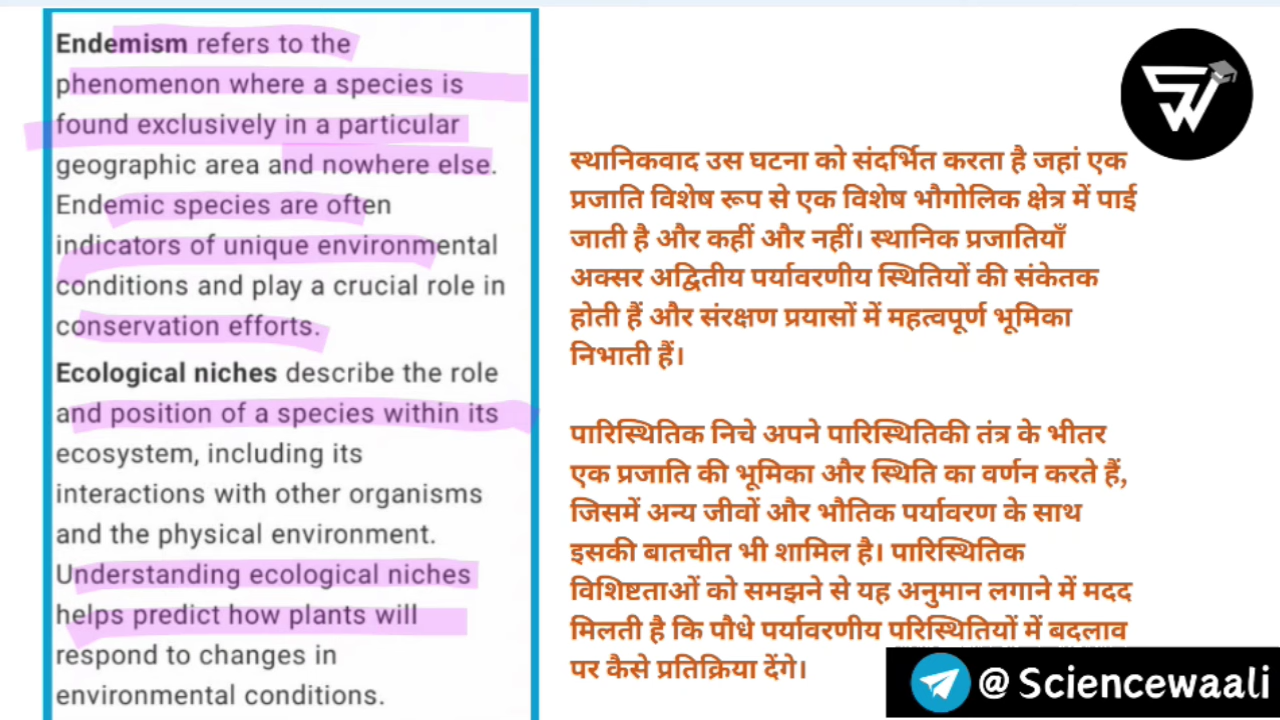 Endemism refers to the
phenomenon where a species is
found exclusively in a particular
geographic area and nowhere else.
Endemic species are often
indicators of unique environmental
conditions and play a crucial role in
conservation efforts.
Ecological niches describe the role
and position of a species within its
ecosystem, including its
interactions with other organisms
and the physical environment.
Understanding ecological niches
helps predict how plants will
respond to changes in
environmental conditions.
स्थानिकवाद उस घटना को संदर्भित करता है जहां एक
प्रजाति विशेष रूप से एक विशेष भौगोलिक क्षेत्र में पाई
जाती है और कहीं और नहीं। स्थानिक प्रजातियाँ
अक्सर अद्वितीय पर्यावरणीय स्थितियों की संकेतक
होती हैं और संरक्षण प्रयासों में महत्वपूर्ण भूमिका
निभाती हैं।
पारिस्थितिक निचे अपने पारिस्थितिकी तंत्र के भीतर
एक प्रजाति की भूमिका और स्थिति का वर्णन करते हैं,
जिसमें अन्य जीवों और भौतिक पर्यावरण के साथ
इसकी बातचीत भी शामिल है। पारिस्थितिक
विशिष्टताओं को समझने से यह अनुमान लगाने में मदद
मिलती है कि पौधे पर्यावरणीय परिस्थितियों में बदलाव
पर कैसे प्रतिक्रिया देंगे।
SW
@ Sciencewaali